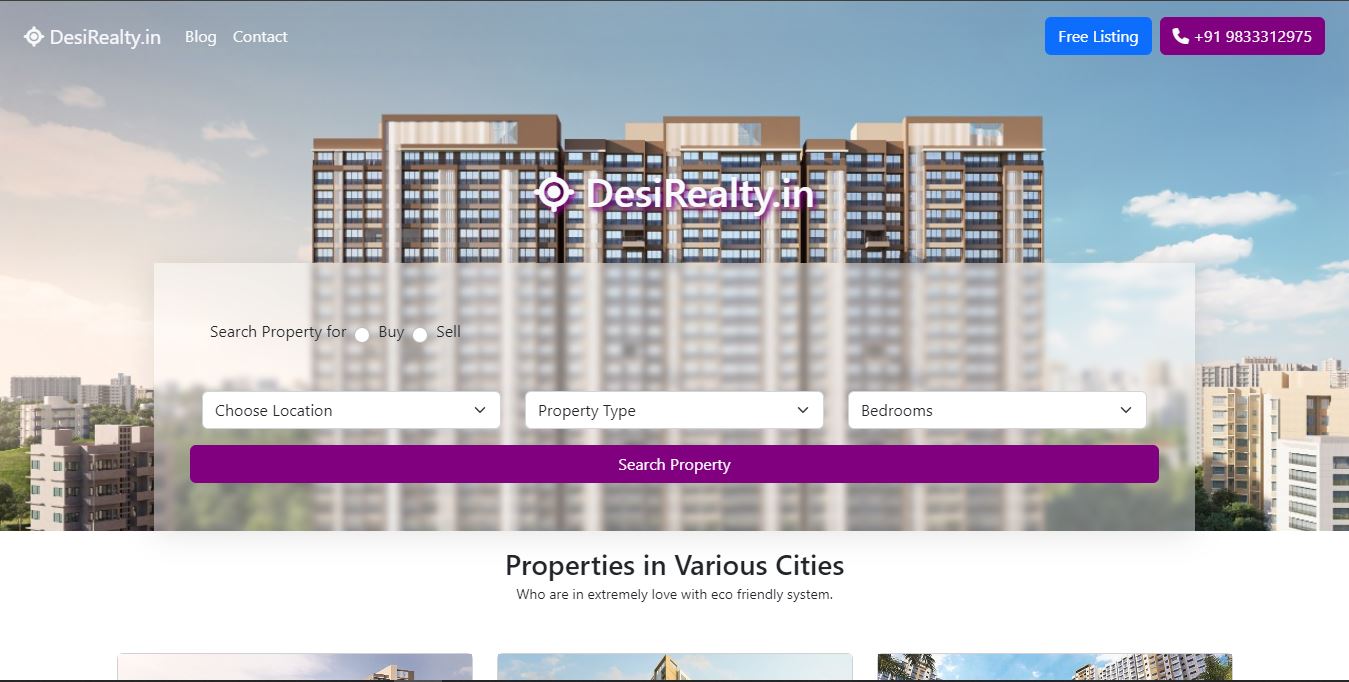 DesiRealty.in Blog Contact Free Listing +91 9833312975
DesiRealty.in
Search Property for Buy Sell
Choose Location Property Type Bedrooms
Search Property
Properties in Various Cities
Who are in extremely love with eco friendly system.